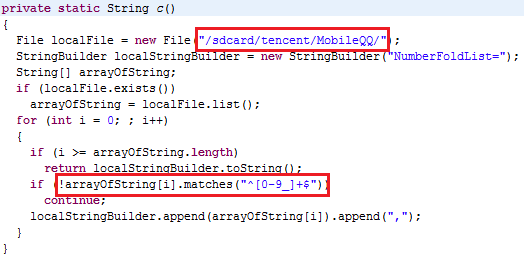 private static String c()
{
File localFile = new File("/sdcard/tencent/MobileQQ/");
StringBuilder localStringBuilder = new StringBuilder("NumberFoldList=");
String[] arrayOfString;
if (localFile.exists())
arrayOfString = localFile.list();
for (int i = 0; ; i++)
{
if (i >= arrayOfString.length)
return localStringBuilder.toString();
if (!arrayOfString[i].matches("^[0-9_]+$"))
continue;
localStringBuilder.append(arrayOfString[i]).append(",");
}
}